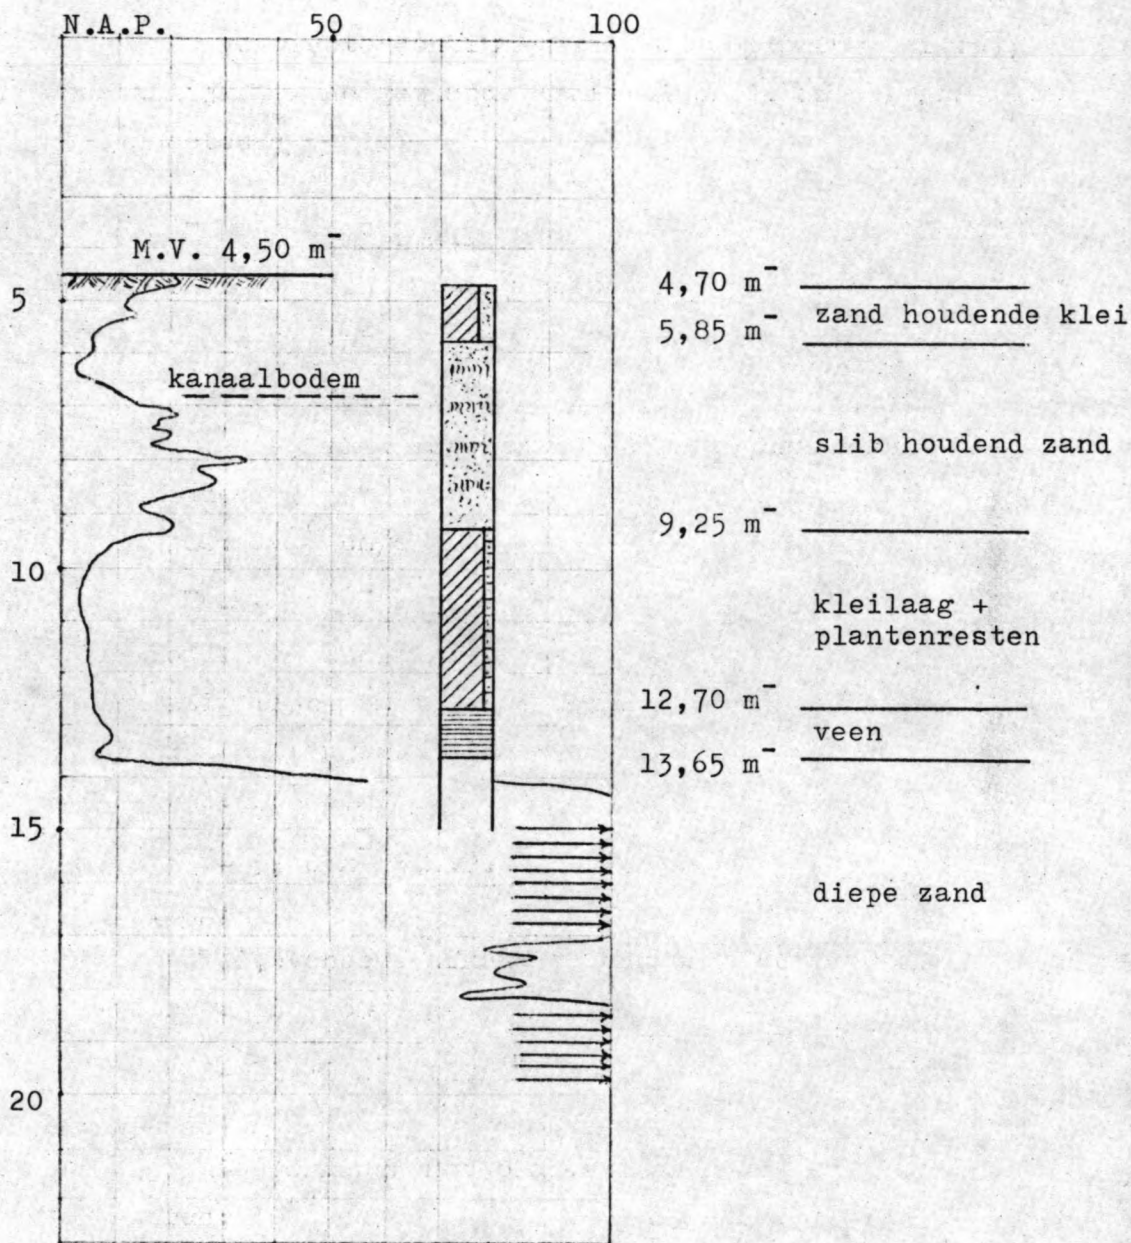 N.A.P. 50 100
M.V. 4,50 m⁻
5
4,70 m⁻
zand houdende klei
5,85 m⁻
kanaalbodem
slib houdend zand
9,25 m⁻
10
kleilaag +
plantenresten
12,70 m⁻
veen
13,65 m⁻
15
diepe zand
20